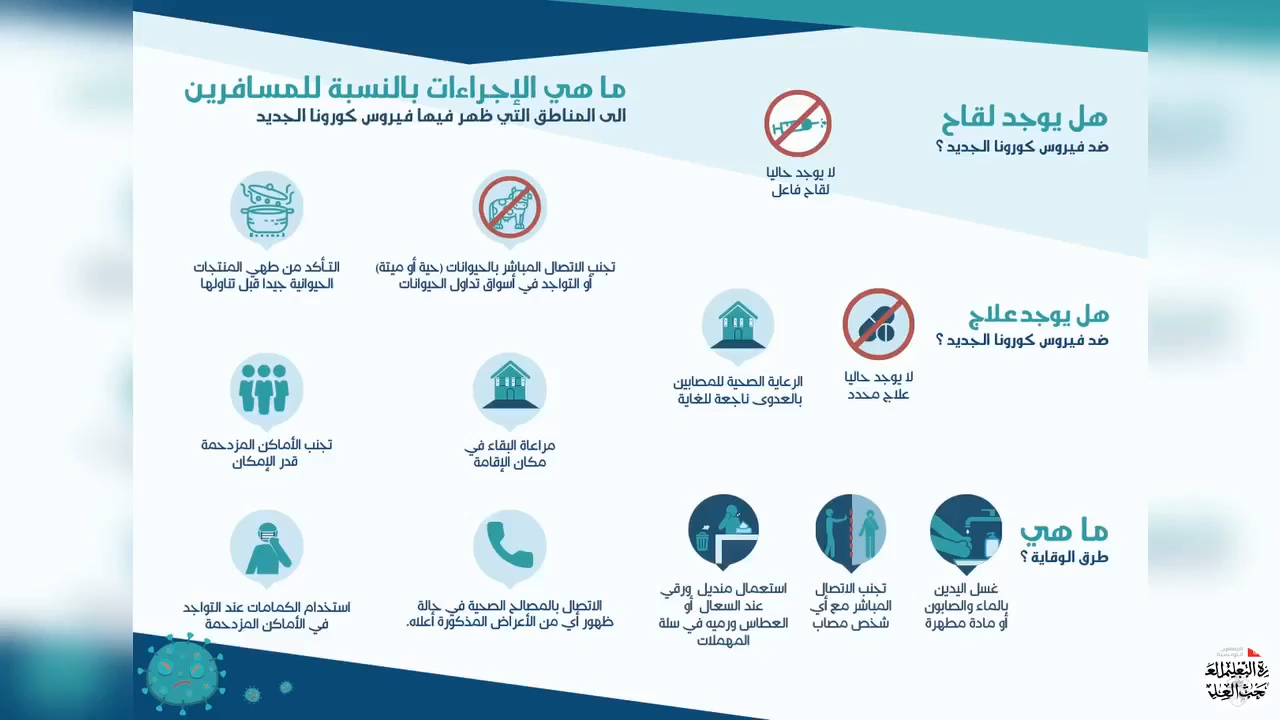 هل يوجد لقاح
ضد فيروس كورونا الجديد ؟
لا يوجد حاليا
لقاح فاعل
هل يوجد علاج
ضد فيروس كورونا الجديد ؟
لا يوجد حاليا
علاج محدد
الرعاية الصحية للمصابين
بالعدوى ناجعة للغاية
ما هي
طرق الوقاية ؟
غسل اليدين
بالماء والصابون
أو مادة مطهرة
تجنب الاتصال
المباشر مع أي
شخص مصاب
استعمال منديل ورقي
عند السعال أو
العطاس ورميه في سلة
المهملات
ما هي الإجراءات بالنسبة للمسافرين
الى المناطق التي ظهر فيها فيروس كورونا الجديد
تجنب الاتصال المباشر بالحيوانات (حية أو ميتة)
أو التواجد في أسواق تداول الحيوانات
التأكد من طهي المنتجات
الحيوانية جيدا قبل تناولها
مراعاة البقاء في
مكان الإقامة
تجنب الأماكن المزدحمة
قدر الإمكان
الاتصال بالمصالح الصحية في حالة
ظهور أي من الأعراض المذكورة أعلاه.
استخدام الكمامات عند التواجد
في الأماكن المزدحمة